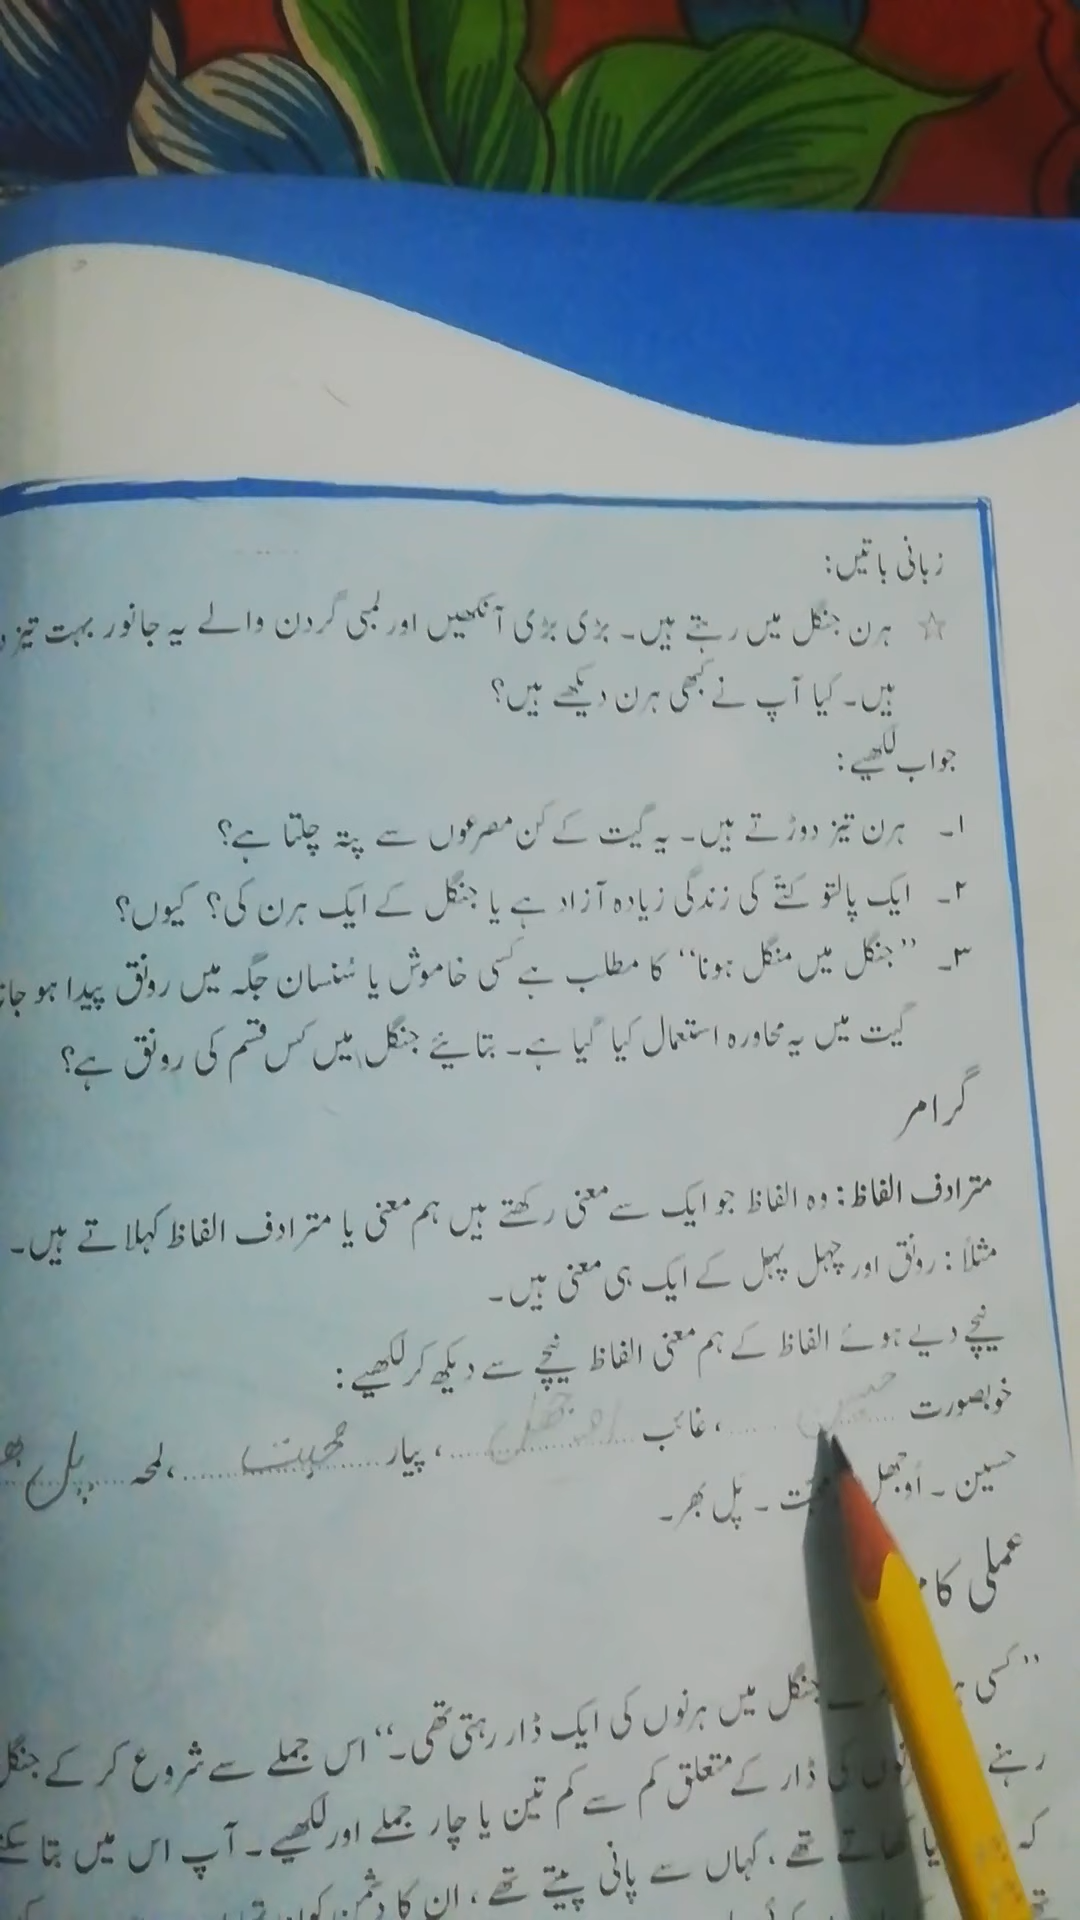 زبانی باتیں:
☆ ہرن جنگل میں رہتے ہیں۔ بڑی بڑی آنکھیں اور لمبی گردن والے یہ جانور بہت تیز
ہیں۔ کیا آپ نے کبھی ہرن دیکھے ہیں؟
جواب لکھیے:
۱۔ ہرن تیز دوڑتے ہیں۔ یہ گیت کے کن مصرعوں سے پتہ چلتا ہے؟
۲۔ ایک پالتو کتّے کی زندگی زیادہ آزاد ہے یا جنگل کے ایک ہرن کی؟ کیوں؟
۳۔ ”جنگل میں منگل ہونا“ کا مطلب ہے کسی خاموش یا سُنسان جگہ میں رونق پیدا ہو
گیت میں یہ محاورہ استعمال کیا گیا ہے۔ بتایئے جنگل میں کس قسم کی رونق ہے؟
گرامر
مترادف الفاظ: وہ الفاظ جو ایک سے معنی رکھتے ہیں ہم معنی یا مترادف الفاظ کہلاتے ہیں۔
مثلاً: رونق اور چہل پہل کے ایک ہی معنی ہیں۔
نیچے دیے ہوئے الفاظ کے ہم معنی الفاظ نیچے سے دیکھ کر لکھیے:
خوبصورت حسین، غائب اوجھل، پیار محبت، لمحہ پل بھر
حسین ۔ اُوجھل ۔ ۔ پَل بھر۔
عملی کام
”کسی جنگل میں ہرنوں کی ایک ڈار رہتی تھی۔“ اس جملے سے شروع کر کے جنگل
رہنے کی ڈار کے متعلق کم سے کم تین یا چار جملے اور لکھیے۔ آپ اس میں بتا سکتے
کہ کھاتے تھے، کہاں سے پانی پیتے تھے، ان کا دشمن کون